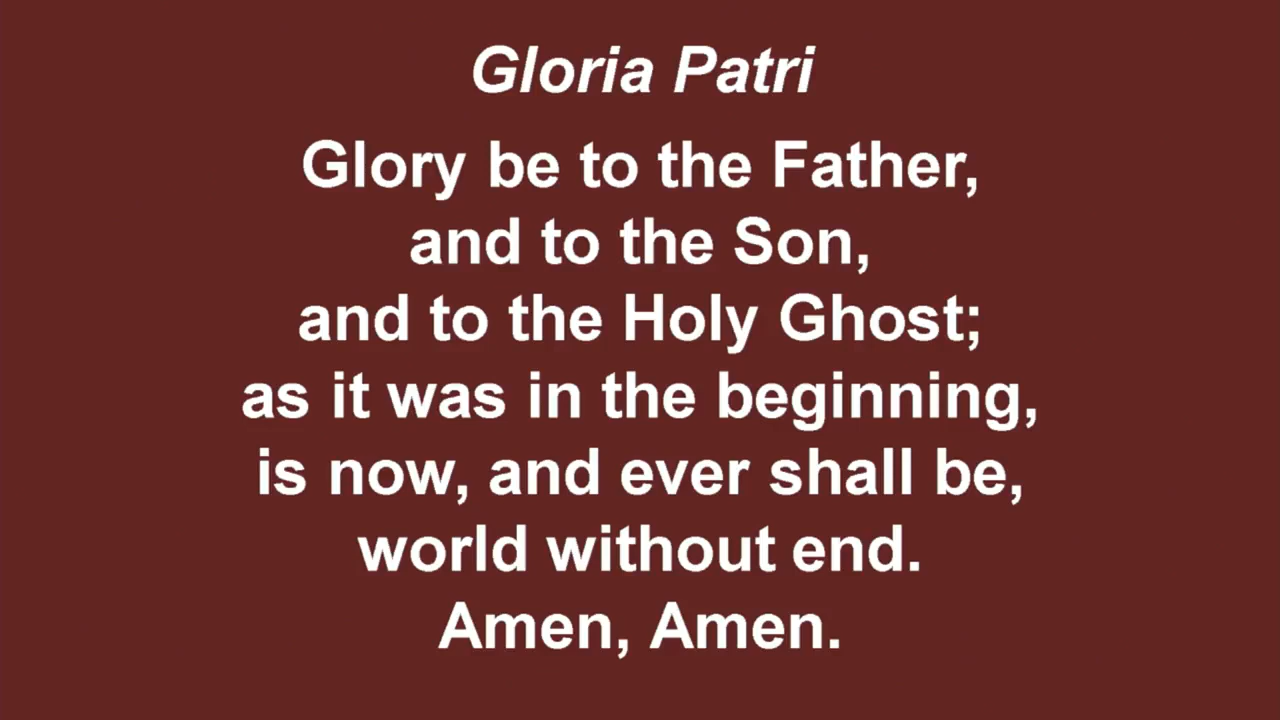 Gloria Patri
Glory be to the Father,
and to the Son,
and to the Holy Ghost;
as it was in the beginning,
is now, and ever shall be,
world without end.
Amen, Amen.